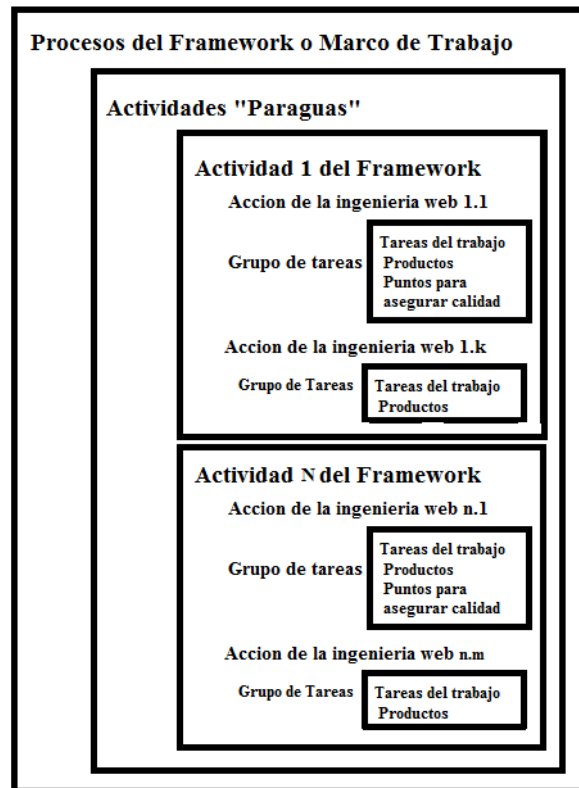 Procesos del Framework o Marco de Trabajo
Actividades "Paraguas"
Actividad 1 del Framework
Accion de la ingenieria web 1.1
Grupo de tareas
Tareas del trabajo
Productos
Puntos para
asegurar calidad
Accion de la ingenieria web 1.k
Grupo de Tareas
Tareas del trabajo
Productos
Actividad N del Framework
Accion de la ingenieria web n.1
Grupo de tareas
Tareas del trabajo
Productos
Puntos para
asegurar calidad
Accion de la ingenieria web n.m
Grupo de Tareas
Tareas del trabajo
Productos